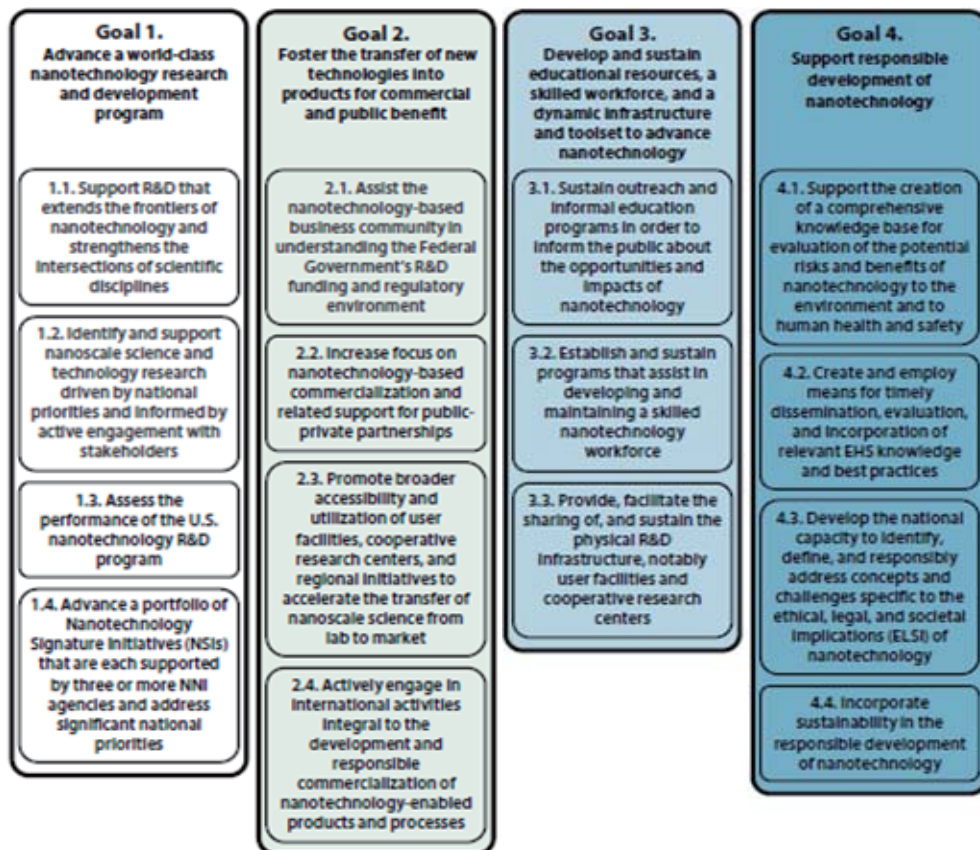 Goal 1.
Advance a world-class
nanotechnology research
and development
program
1.1. Support R&D that
extends the frontiers of
nanotechnology and
strengthens the
intersections of scientific
disciplines
1.2. Identify and support
nanoscale science and
technology research
driven by national
priorities and informed by
active engagement with
stakeholders
1.3. Assess the
performance of the U.S.
nanotechnology R&D
program
1.4. Advance a portfolio of
Nanotechnology
Signature Initiatives (NSIs)
that are each supported
by three or more NNI
agencies and address
significant national
priorities
Goal 2.
Foster the transfer of new
technologies into
products for commercial
and public benefit
2.1. Assist the
nanotechnology-based
business community in
understanding the Federal
Government's R&D
funding and regulatory
environment
2.2. Increase focus on
nanotechnology-based
commercialization and
related support for public-
private partnerships
2.3. Promote broader
accessibility and
utilization of user
facilities, cooperative
research centers, and
regional initiatives to
accelerate the transfer of
nanoscale science from
lab to market
2.4. Actively engage in
international activities
integral to the
development and
responsible
commercialization of
nanotechnology-enabled
products and processes
Goal 3.
Develop and sustain
educational resources, a
skilled workforce, and a
dynamic infrastructure
and toolset to advance
nanotechnology
3.1. Sustain outreach and
informal education
programs in order to
inform the public about
the opportunities and
impacts of
nanotechnology
3.2. Establish and sustain
programs that assist in
developing and
maintaining a skilled
nanotechnology
workforce
3.3. Provide, facilitate the
sharing of, and sustain the
physical R&D
infrastructure, notably
user facilities and
cooperative research
centers
Goal 4.
Support responsible
development of
nanotechnology
4.1. Support the creation
of a comprehensive
knowledge base for
evaluation of the potential
risks and benefits of
nanotechnology to the
environment and to
human health and safety
4.2. Create and employ
means for timely
dissemination, evaluation,
and incorporation of
relevant EHS knowledge
and best practices
4.3. Develop the national
capacity to identify,
define, and responsibly
address concepts and
challenges specific to the
ethical, legal, and societal
implications (ELSI) of
nanotechnology
4.4. Incorporate
sustainability in the
responsible development
of nanotechnology